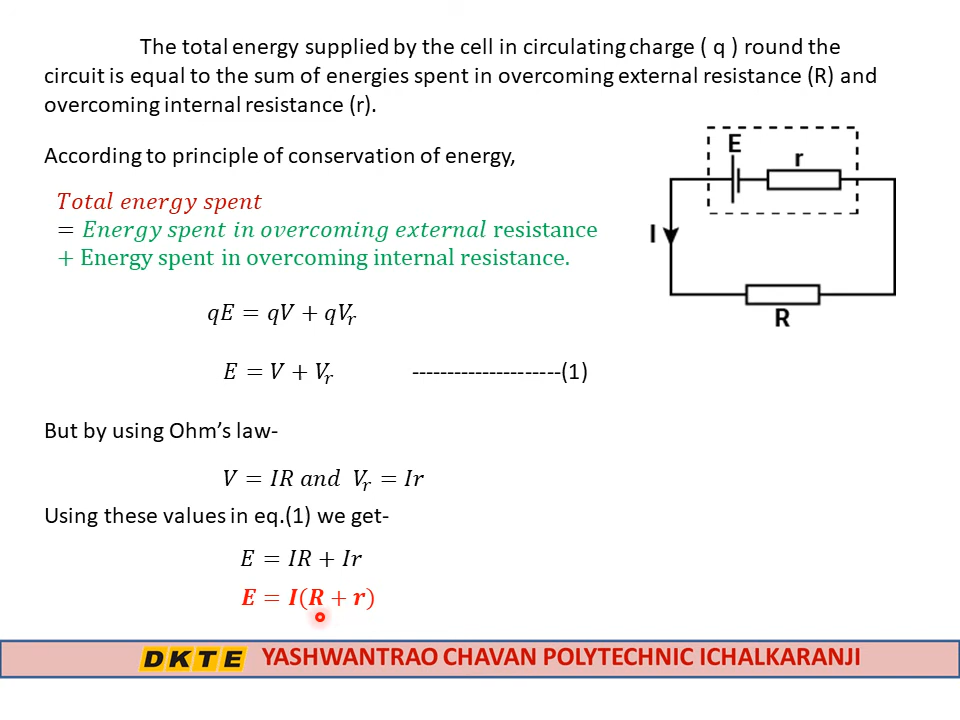 The total energy supplied by the cell in circulating charge ( q ) round the
circuit is equal to the sum of energies spent in overcoming external resistance (R) and
overcoming internal resistance (r).
According to principle of conservation of energy,
Total energy spent
= Energy spent in overcoming external resistance
+ Energy spent in overcoming internal resistance.
E
r
I
R
qE = qV + qVᵣ
E = V + Vᵣ ---------------------(1)
But by using Ohm's law-
V = IR and Vᵣ = Ir
Using these values in eq.(1) we get-
E = IR + Ir
E = I(R + r)
DKTE YASHWANTRAO CHAVAN POLYTECHNIC ICHALKARANJI